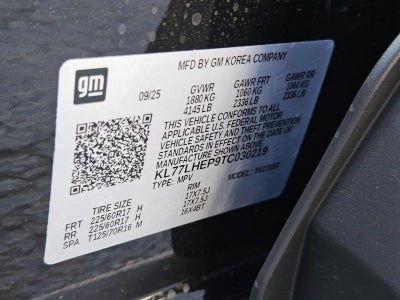 gm
MFD BY GM KOREA COMPANY
09/25 GVWR GAWR FRT GAWR RR
1880 KG 1060 KG 1060 KG
4145 LB 2336 LB 2336 LB
THIS VEHICLE CONFORMS TO ALL
APPLICABLE U.S. FEDERAL MOTOR
VEHICLE SAFETY STANDARDS IN
EFFECT ON THE DATE OF
MANUFACTURE SHOWN ABOVE
KL77LHEP9TC030219
TYPE: MPV MODEL:
TIRE SIZE RIM
FRT 225/60R17 H 17X7.5J
RR 225/60R17 H 17X7.5J
SPA T125/70R16 M 16X4BT